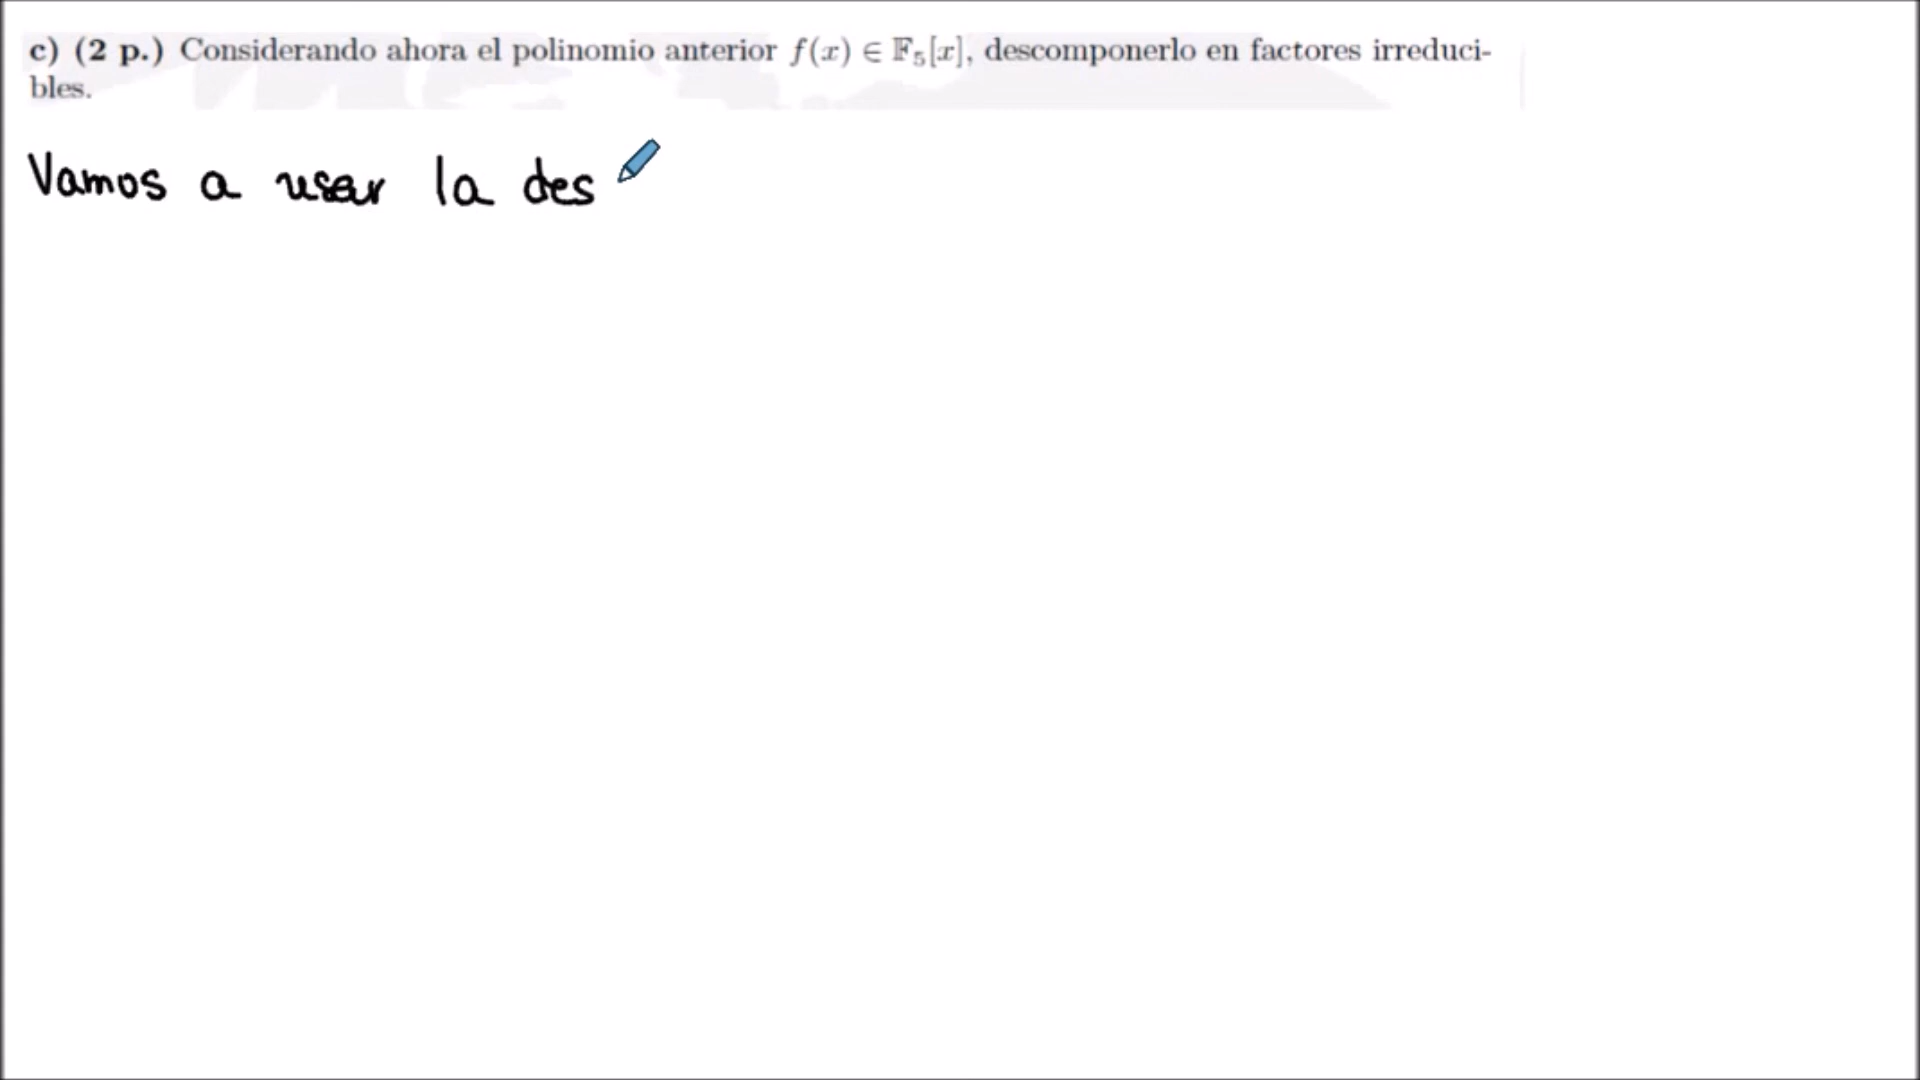 c) (2 p.) Considerando ahora el polinomio anterior f(x) ∈ 𝔽₅[x], descomponerlo en factores irreduci-
bles.
Vamos a usar la des